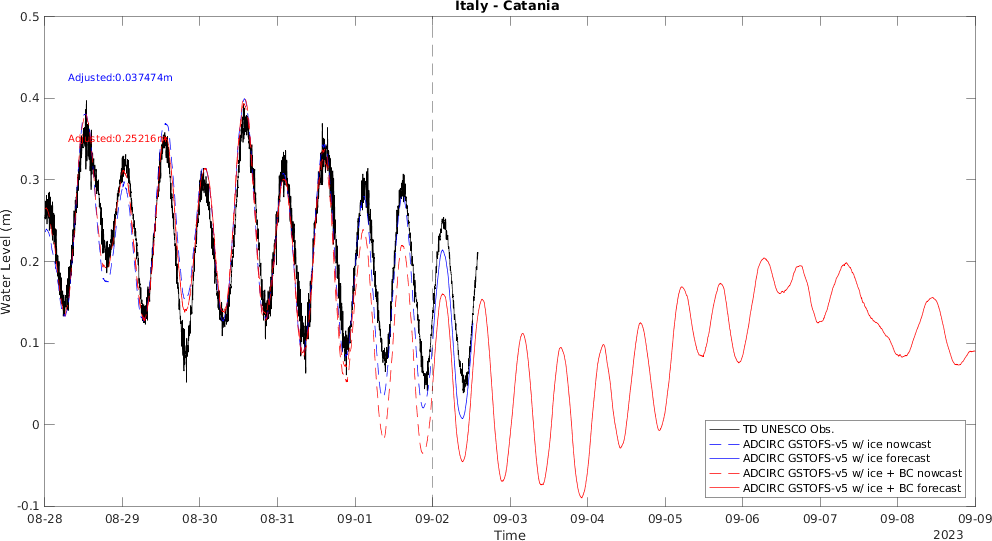 Italy - Catania
Adjusted:0.037474m
Adjusted:0.25216m
Water Level (m)
0.5
0.4
0.3
0.2
0.1
0
-0.1
08-28
08-29
08-30
08-31
09-01
09-02
09-03
09-04
09-05
09-06
09-07
09-08
09-09
Time
2023
TD UNESCO Obs.
ADCIRC GSTOFS-v5 w/ ice nowcast
ADCIRC GSTOFS-v5 w/ ice forecast
ADCIRC GSTOFS-v5 w/ ice + BC nowcast
ADCIRC GSTOFS-v5 w/ ice + BC forecast